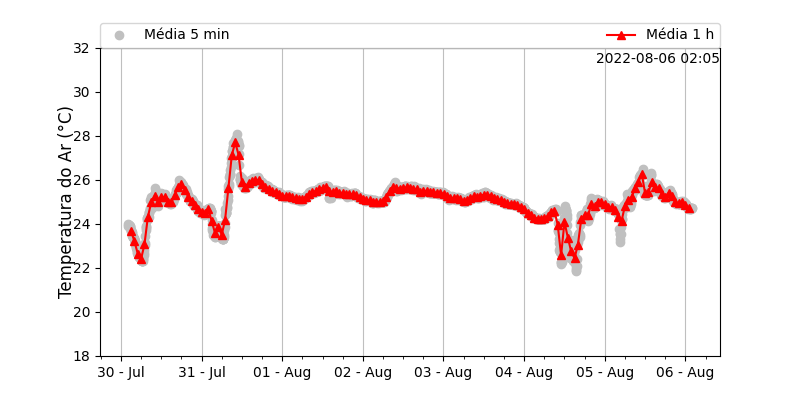 Média 5 min
Média 1 h
2022-08-06 02:05
Temperatura do Ar (°C)
32
30
28
26
24
22
20
18
30 - Jul
31 - Jul
01 - Aug
02 - Aug
03 - Aug
04 - Aug
05 - Aug
06 - Aug